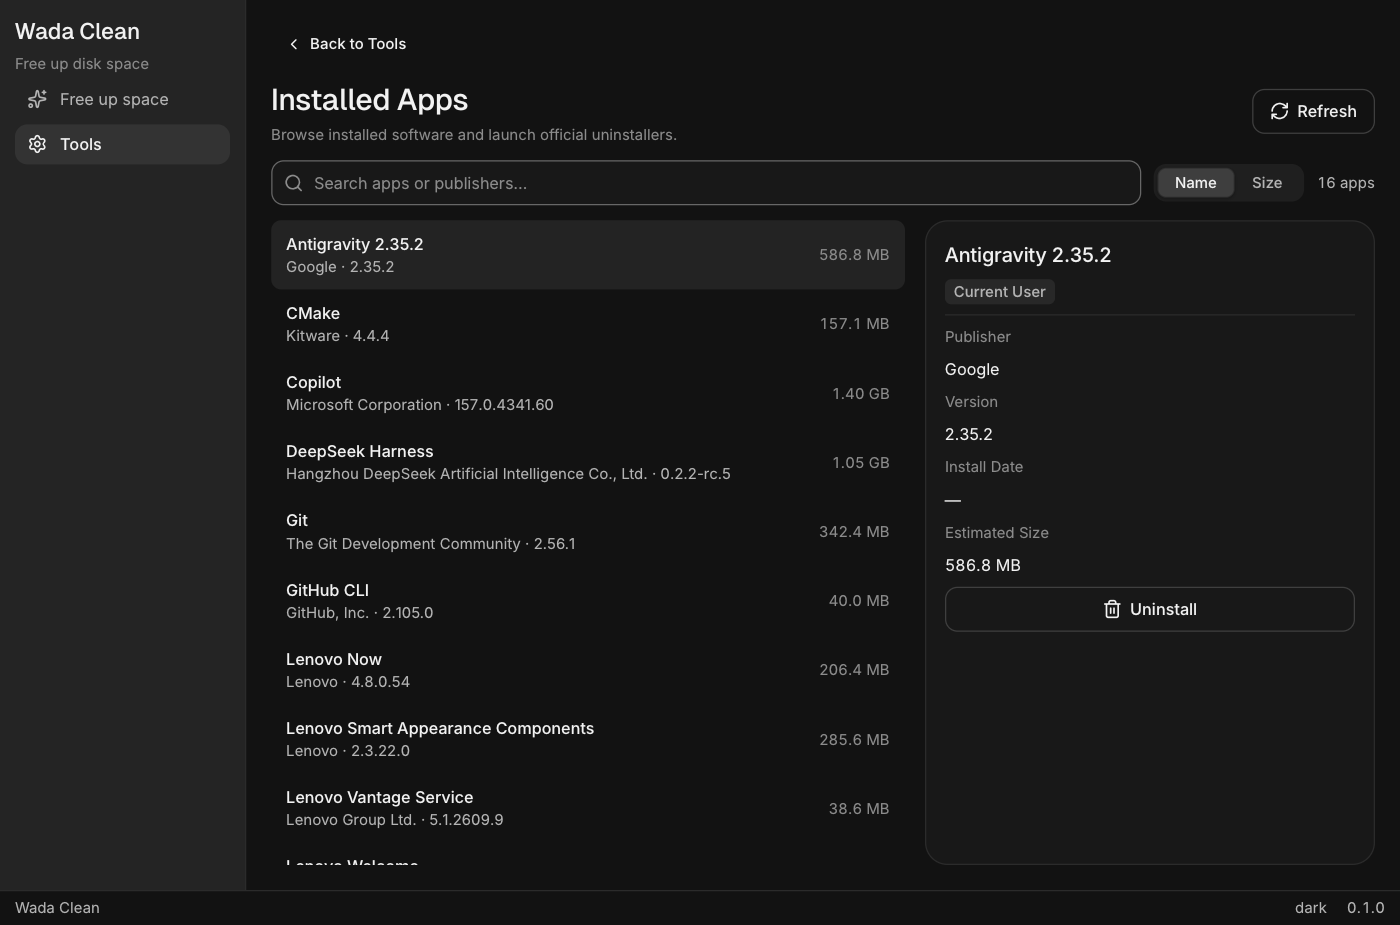 Wada Clean
Free up disk space
Free up space
Tools
Back to Tools
Installed Apps
Browse installed software and launch official uninstallers.
Refresh
Search apps or publishers...
Name
Size
16 apps
Antigravity 2.35.2
Google · 2.35.2
586.8 MB
CMake
Kitware · 4.4.4
157.1 MB
Copilot
Microsoft Corporation · 157.0.4341.60
1.40 GB
DeepSeek Harness
Hangzhou DeepSeek Artificial Intelligence Co., Ltd. · 0.2.2-rc.5
1.05 GB
Git
The Git Development Community · 2.56.1
342.4 MB
GitHub CLI
GitHub, Inc. · 2.105.0
40.0 MB
Lenovo Now
Lenovo · 4.8.0.54
206.4 MB
Lenovo Smart Appearance Components
Lenovo · 2.3.22.0
285.6 MB
Lenovo Vantage Service
Lenovo Group Ltd. · 5.1.2609.9
38.6 MB
Lenovo Welcome
Antigravity 2.35.2
Current User
Publisher
Google
Version
2.35.2
Install Date
—
Estimated Size
586.8 MB
Uninstall
Wada Clean
dark
0.1.0